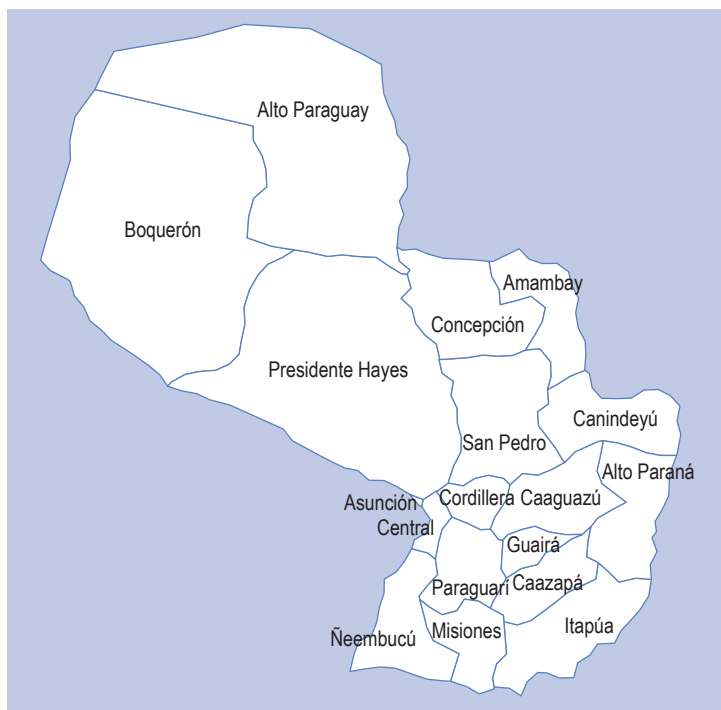 Alto Paraguay
Boquerón
Amambay
Concepción
Presidente Hayes
Canindeyú
San Pedro
Alto Paraná
Asunción
Cordillera
Caaguazú
Central
Guairá
Paraguarí
Caazapá
Ñeembucú
Misiones
Itapúa